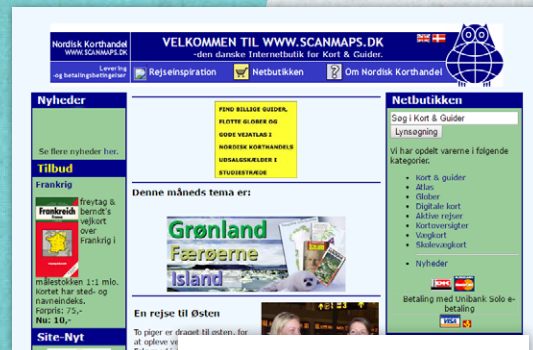 Nordisk Korthandel
WWW.SCANMAPS.DK
VELKOMMEN TIL WWW.SCANMAPS.DK
-den danske Internetbutik for Kort & Guider.
Levering
-og betalingsbetingelser
Rejseinspiration
Netbutikken
Om Nordisk Korthandel
Nyheder
Se flere nyheder her.
Tilbud
Frankrig
Frankreich
freytag &
berndt's
vejkort
over
Frankrig i
målestokken 1:1 mio.
Kortet har sted- og
navneindeks.
Førpris: 75,-
Nu: 10,-
Site-Nyt
FIND BILLIGE GUIDER,
FLOTTE GLOBER OG
GODE VEJATLAS I
NORDISK KORTHANDELS
UDSALGSKÆLDER I
STUDIESTRÆDE
Denne måneds tema er:
Grønland
Færøerne
Island
En rejse til Østen
To piger er draget til østen, for
at opleve
Netbutikken
Søg i Kort & Guider
Lynsøgning
Vi har opdelt varerne i følgende
kategorier.
Kort & guider
Atlas
Glober
Digitale kort
Aktive rejser
Kortoversigter
Vægkort
Skolevægkort
Nyheder
Betaling med Unibank Solo e-
betaling
VISA